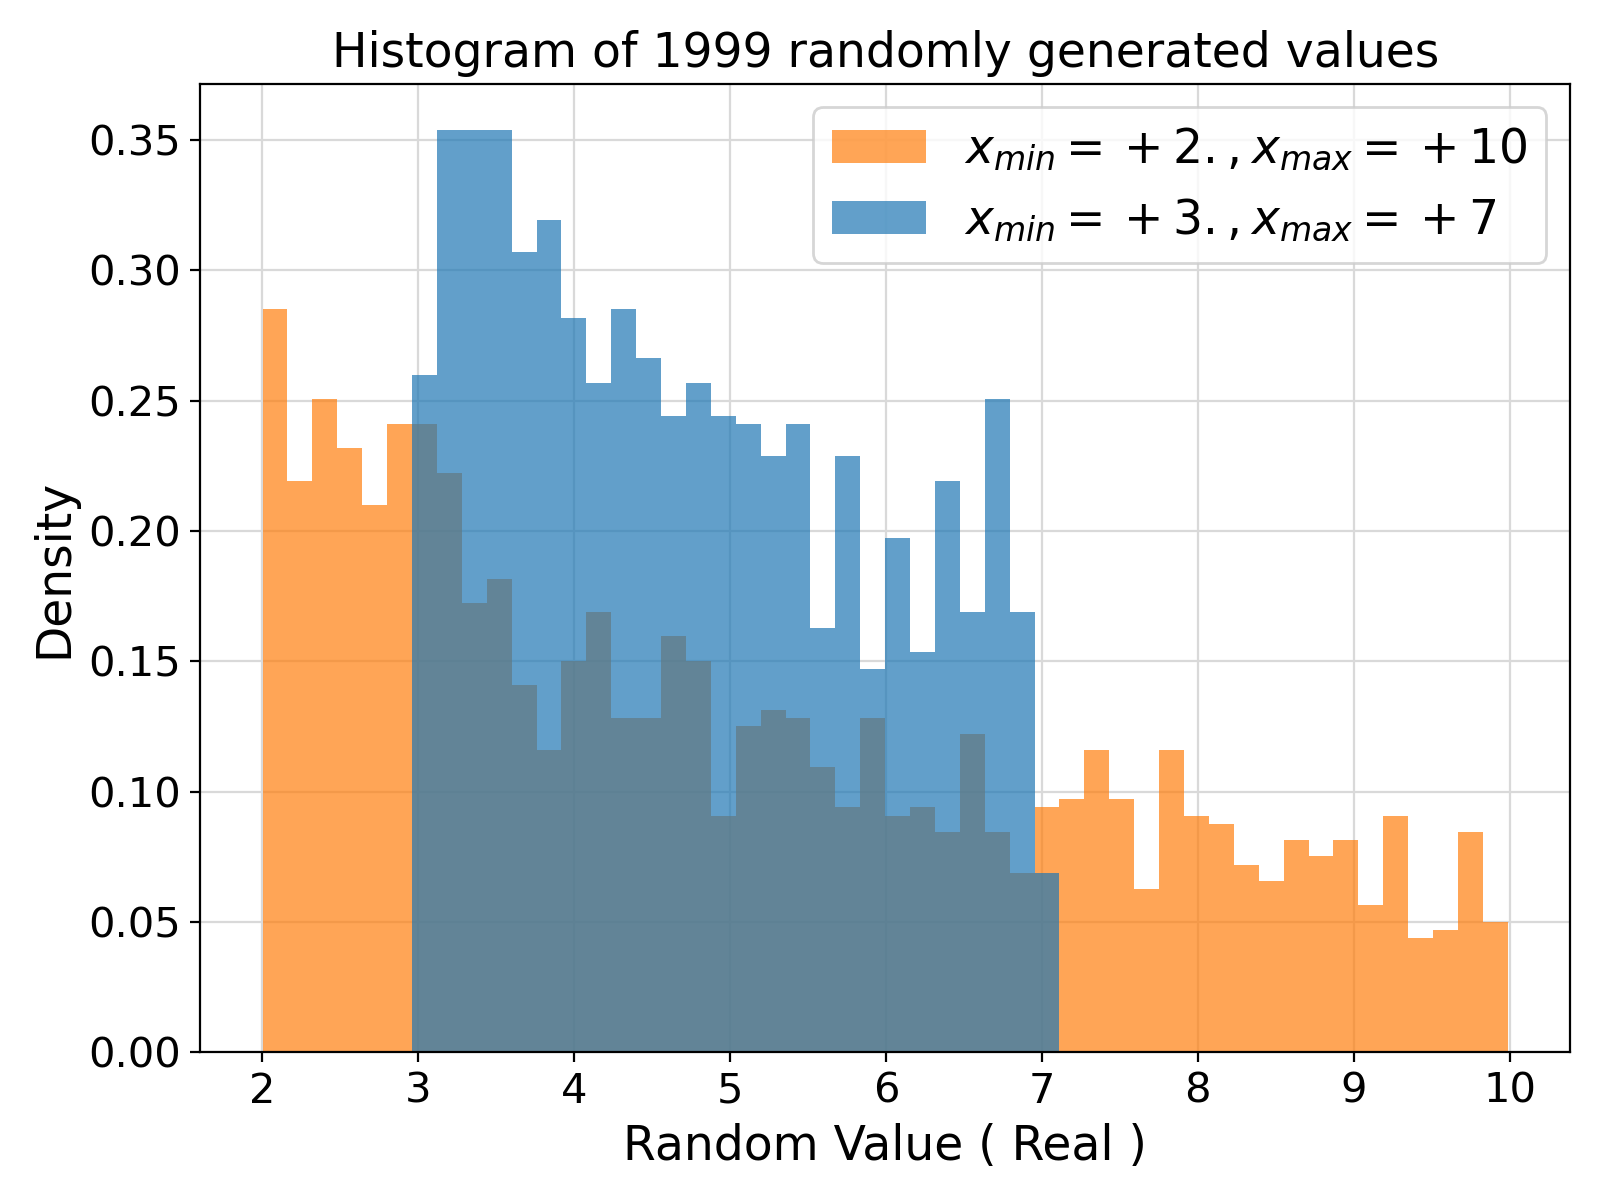 Histogram of 1999 randomly generated values
x_min = +2., x_max = +10
x_min = +3., x_max = +7
0.35
0.30
0.25
0.20
0.15
0.10
0.05
0.00
Density
2 3 4 5 6 7 8 9 10
Random Value ( Real )